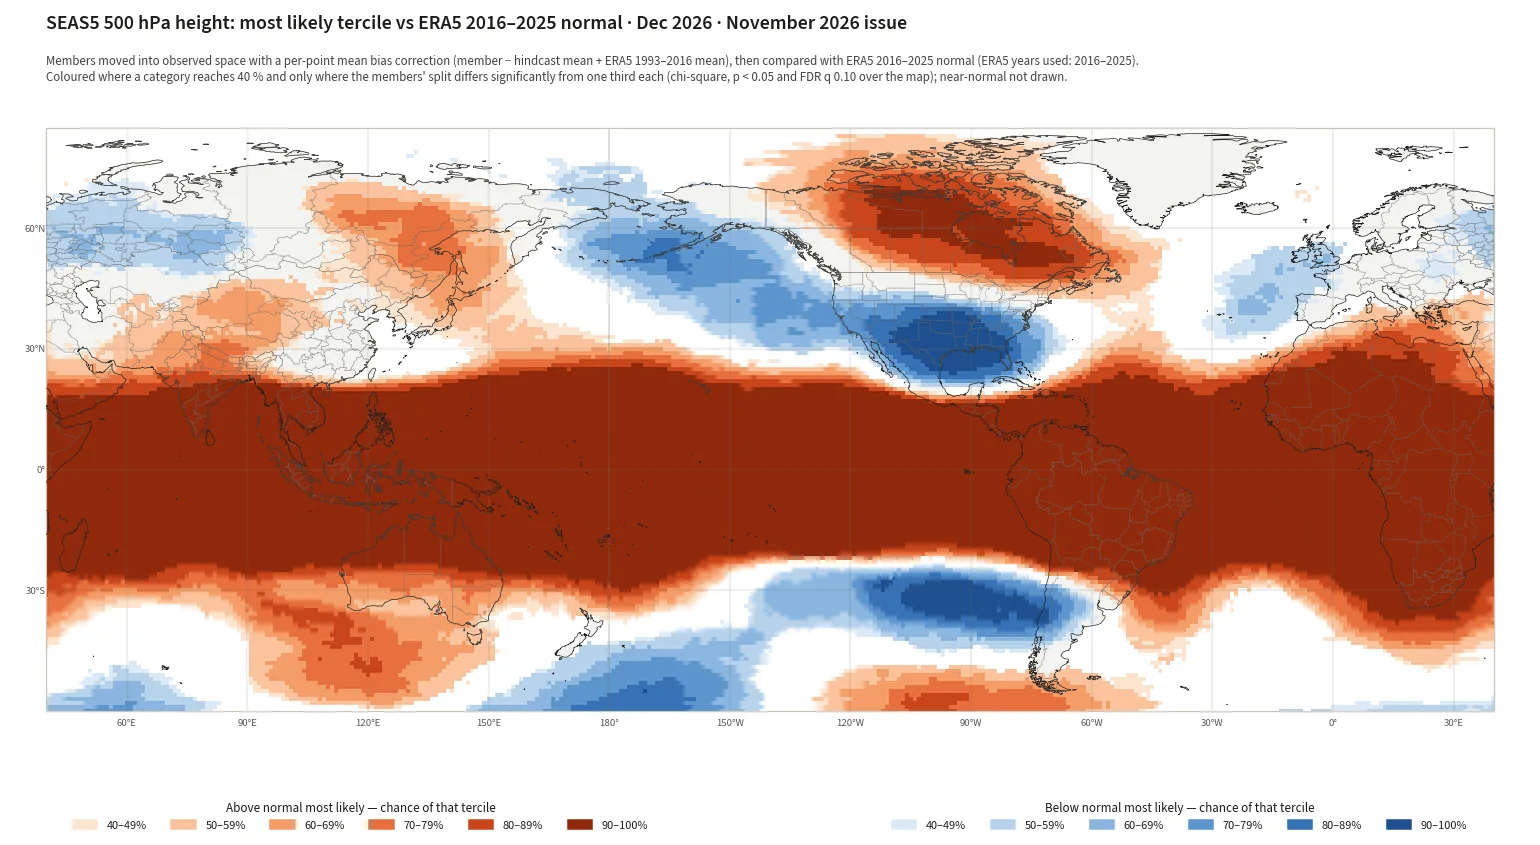 SEAS5 500 hPa height: most likely tercile vs ERA5 2016–2025 normal · Dec 2026 · November 2026 issue
Members moved into observed space with a per-point mean bias correction (member − hindcast mean + ERA5 1993–2016 mean), then compared with ERA5 2016–2025 normal (ERA5 years used: 2016–2025).
Coloured where a category reaches 40 % and only where the members' split differs significantly from one third each (chi-square, p < 0.05 and FDR q 0.10 over the map); near-normal not drawn.
60°N
30°N
0°
30°S
60°E 90°E 120°E 150°E 180° 150°W 120°W 90°W 60°W 30°W 0° 30°E
Above normal most likely — chance of that tercile
40–49% 50–59% 60–69% 70–79% 80–89% 90–100%
Below normal most likely — chance of that tercile
40–49% 50–59% 60–69% 70–79% 80–89% 90–100%